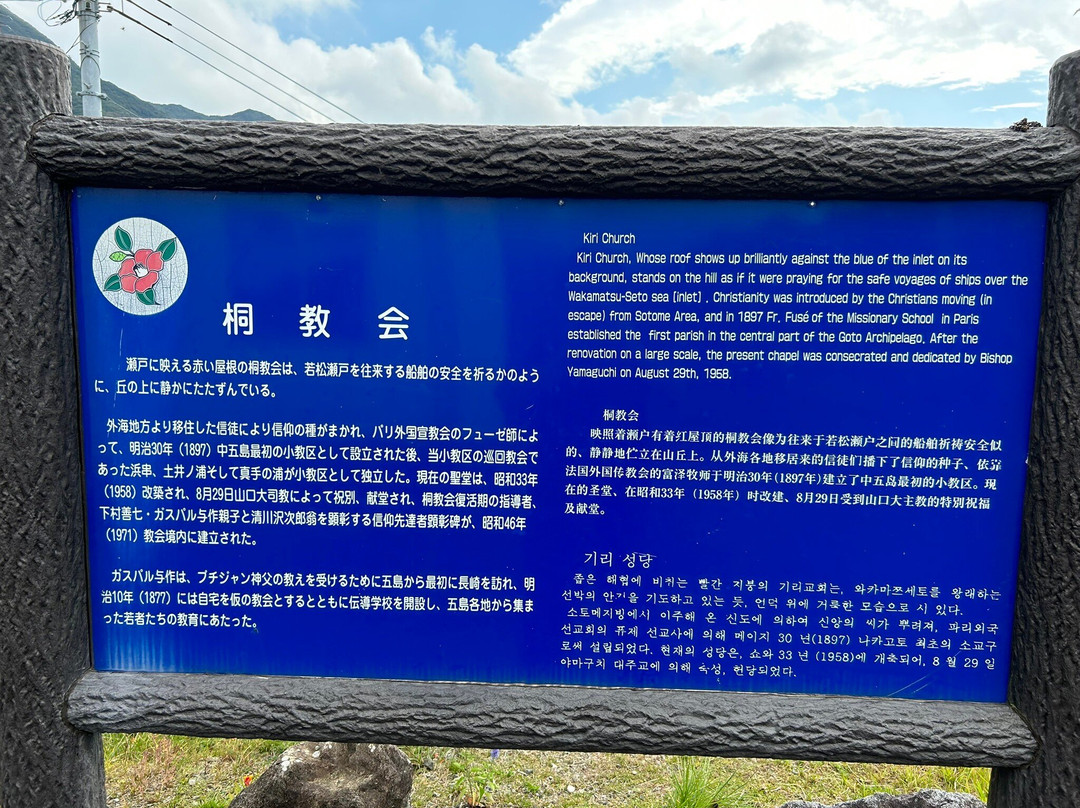 桐教会
瀬戸に映える赤い屋根の桐教会は、若松瀬戸を往来する船舶の安全を祈るかのよう
に、丘の上に静かにたたずんでいる。
外海地方より移住した信徒により信仰の種がまかれ、パリ外国宣教会のフューゼ師によ
って、明治30年（1897）中五島最初の小教区として設立された後、当小教区の巡回教会で
あった浜串、土井ノ浦そして真手の浦が小教区として独立した。現在の聖堂は、昭和33年
（1958）改築され、8月29日山口大司教によって祝別、献堂され、桐教会復活期の指導者、
下村善七・ガスパル与作親子と清川沢次郎翁を顕彰する信仰先達者顕彰碑が、昭和46年
（1971）教会境内に建立された。
ガスパル与作は、プチジャン神父の教えを受けるために五島から最初に長崎を訪れ、明
治10年（1877）には自宅を仮の教会とするとともに伝導学校を開設し、五島各地から集ま
った若者たちの教育にあたった。
Kiri Church
Kiri Church, Whose roof shows up brilliantly against the blue of the inlet on its
background, stands on the hill as if it were praying for the safe voyages of ships over the
Wakamatsu-Seto sea [inlet] . Christianity was introduced by the Christians moving (in
escape) from Sotome Area, and in 1897 Fr. Fusé of the Missionary School in Paris
established the first parish in the central part of the Goto Archipelago. After the
renovation on a large scale, the present chapel was consecrated and dedicated by Bishop
Yamaguchi on August 29th, 1958.
桐教会
映照着濑户有着红屋顶的桐教会像为往来于若松濑户之间的船舶祈祷安全似
的、静静地伫立在山丘上。从外海各地移居来的信徒们播下了信仰的种子、依靠
法国外国传教会的富泽牧师于明治30年(1897年)建立了中五岛最初的小教区。现
在的圣堂、在昭和33年（1958年）时改建、8月29日受到山口大主教的特别祝福
及献堂。
기리 성당
좁은 해협에 비치는 빨간 지붕의 기리교회는, 와카마쯔세토를 왕래하는
선박의 안전을 기도하고 있는 듯, 언덕 위에 거룩한 모습으로 서 있다.
소토메지방에서 이주해 온 신도에 의하여 신앙의 씨가 뿌려져, 파리외국
선교회의 퓨제 선교사에 의해 메이지 30 년(1897) 나카고토 최초의 소교구
로써 설립되었다. 현재의 성당은, 쇼와 33 년 (1958)에 개축되어, 8 월 29 일
야마구치 대주교에 의해 축성, 헌당되었다.